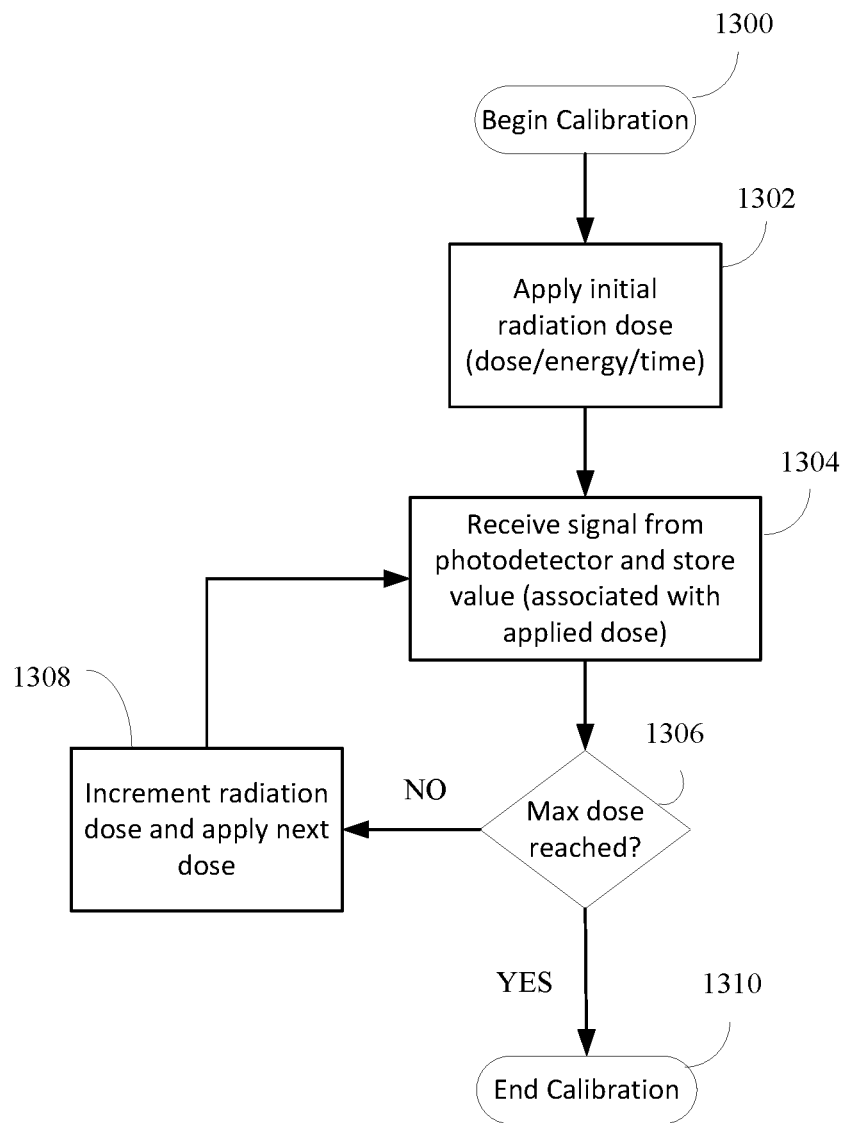 1300
Begin Calibration
1302
Apply initial
radiation dose
(dose/energy/time)
1304
Receive signal from
photodetector and store
value (associated with
applied dose)
1308
1306
Increment radiation
dose and apply next
dose
NO
Max dose
reached?
YES
1310
End Calibration